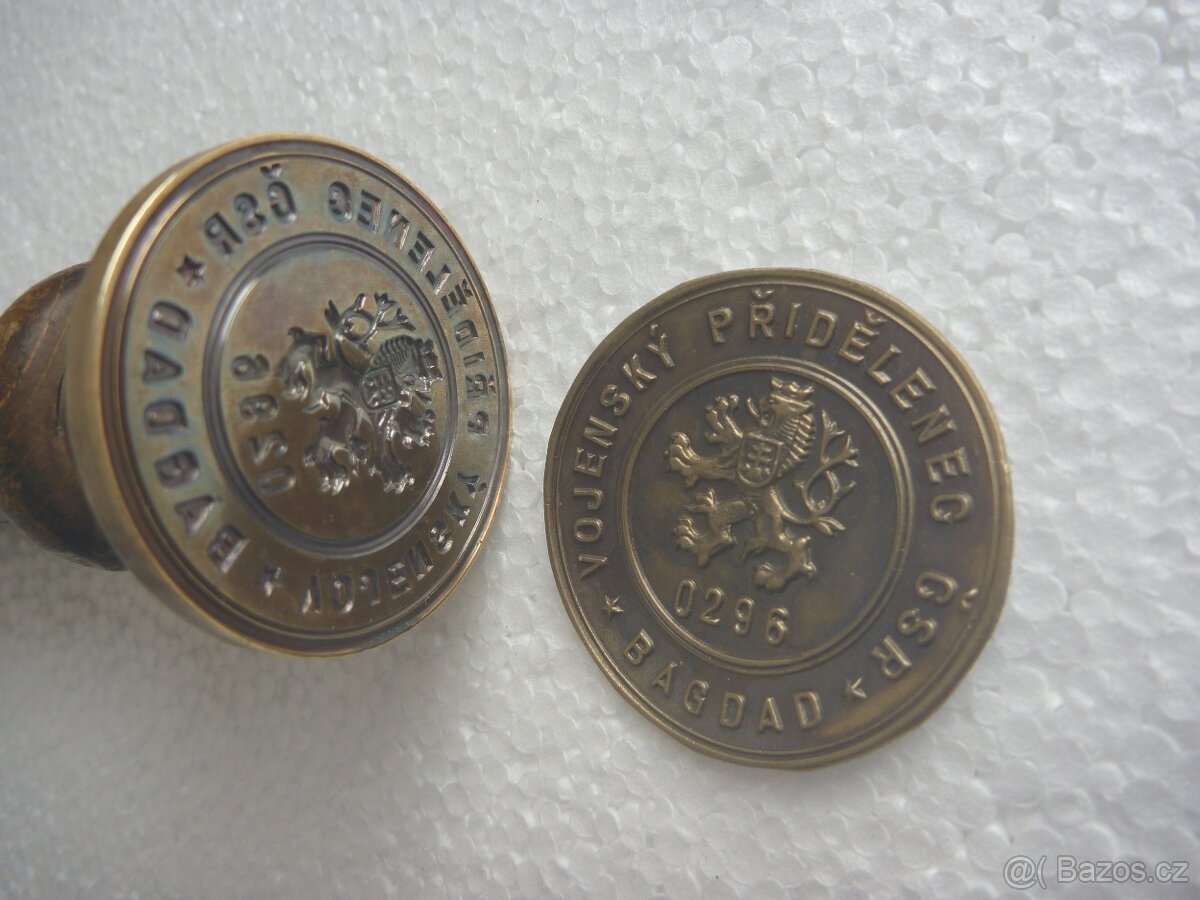 VOJENSKÝ PŘIDĚLENEC ČSR
★ BAGDAD ★
0296
VOJENSKÝ PŘIDĚLENEC ČSR
★ BAGDAD ★
0296
@( Bazos.cz